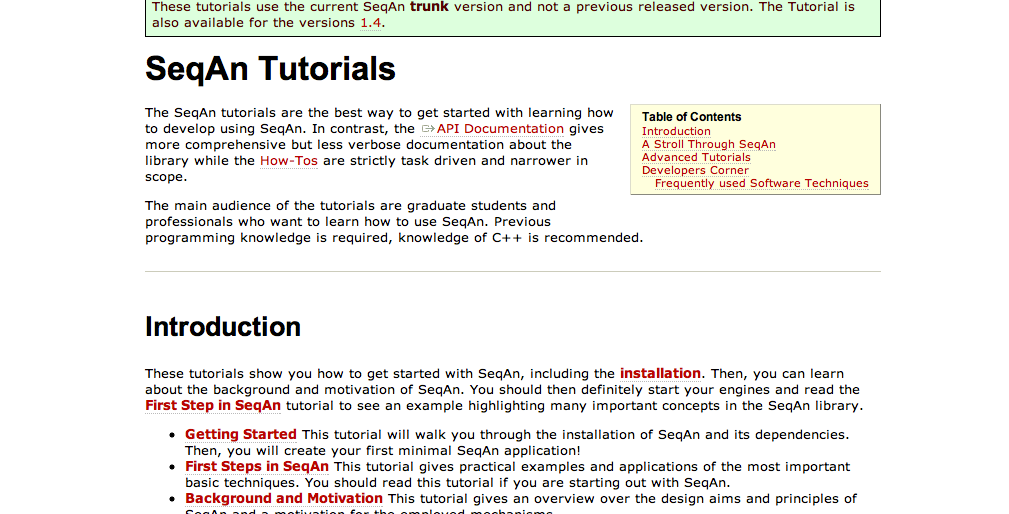 These tutorials use the current SeqAn trunk version and not a previous released version. The Tutorial is
also available for the versions 1.4.
SeqAn Tutorials
The SeqAn tutorials are the best way to get started with learning how
to develop using SeqAn. In contrast, the API Documentation gives
more comprehensive but less verbose documentation about the
library while the How-Tos are strictly task driven and narrower in
scope.
Table of Contents
Introduction
A Stroll Through SeqAn
Advanced Tutorials
Developers Corner
Frequently used Software Techniques
The main audience of the tutorials are graduate students and
professionals who want to learn how to use SeqAn. Previous
programming knowledge is required, knowledge of C++ is recommended.
Introduction
These tutorials show you how to get started with SeqAn, including the installation. Then, you can learn
about the background and motivation of SeqAn. You should then definitely start your engines and read the
First Step in SeqAn tutorial to see an example highlighting many important concepts in the SeqAn library.
• Getting Started This tutorial will walk you through the installation of SeqAn and its dependencies.
Then, you will create your first minimal SeqAn application!
• First Steps in SeqAn This tutorial gives practical examples and applications of the most important
basic techniques. You should read this tutorial if you are starting out with SeqAn.
• Background and Motivation This tutorial gives an overview over the design aims and principles of
SeqAn and a motivation for the employed mechanisms.